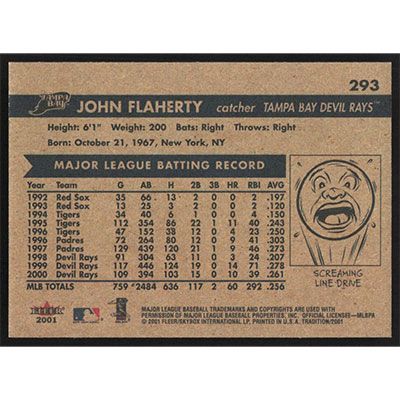 293
TAMPA BAY JOHN FLAHERTY catcher TAMPA BAY DEVIL RAYS™
Height: 6'1" Weight: 200 Bats: Right Throws: Right
Born: October 21, 1967, New York, NY
MAJOR LEAGUE BATTING RECORD
Year Team G AB H 2B 3B HR RBI AVG
1992 Red Sox 35 66 13 2 0 0 2 .197
1993 Red Sox 13 25 3 2 0 0 2 .120
1994 Tigers 34 40 6 1 0 0 4 .150
1995 Tigers 112 354 86 22 1 11 40 .243
1996 Tigers 47 152 38 12 0 4 23 .250
1996 Padres 72 264 80 12 0 9 41 .303
1997 Padres 129 439 120 21 1 9 46 .273
1998 Devil Rays 91 304 63 11 0 3 24 .207
1999 Devil Rays 117 446 124 19 0 14 71 .278
2000 Devil Rays 109 394 103 15 0 10 39 .261
MLB TOTALS 759 *2484 636 117 2 60 292 .256
SCREAMING
LINE DRIVE
FLEER
2001
MAJOR LEAGUE BASEBALL TRADEMARKS AND COPYRIGHTS ARE USED WITH
PERMISSION OF MAJOR LEAGUE BASEBALL PROPERTIES, INC. OFFICIAL LICENSEE-MLBPA
© 2001 FLEER/SKYBOX INTERNATIONAL LP. PRINTED IN U.S.A. TRADITION/2001